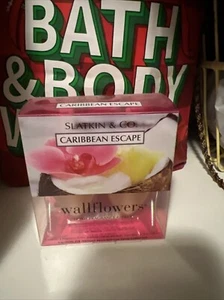 BATH
& BODY
W
CARIBBEAN ESCAPE
SLATKIN & CO.
CARIBBEAN ESCAPE
wallflowers